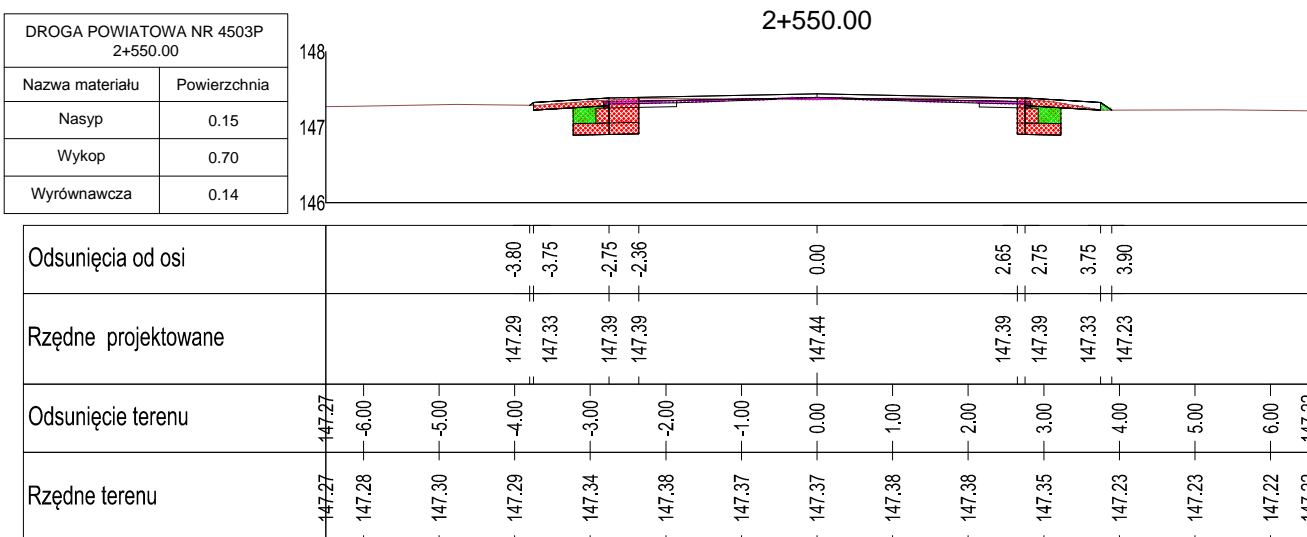 2+550.00
DROGA POWIATOWA NR 4503P
2+550.00
Nazwa materiału Powierzchnia
Nasyp 0.15
Wykop 0.70
Wyrównawcza 0.14
148
147
146
Odsunięcia od osi -3.80 -3.75 -2.75 -2.36 0.00 2.65 2.75 3.75 3.90
Rzędne projektowane 147.29 147.33 147.39 147.39 147.44 147.39 147.39 147.33 147.23
Odsunięcie terenu 147.27 -6.00 -5.00 -4.00 -3.00 -2.00 -1.00 0.00 1.00 2.00 3.00 4.00 5.00 6.00
Rzędne terenu 147.27 147.28 147.30 147.29 147.34 147.38 147.37 147.37 147.38 147.38 147.35 147.23 147.23 147.22